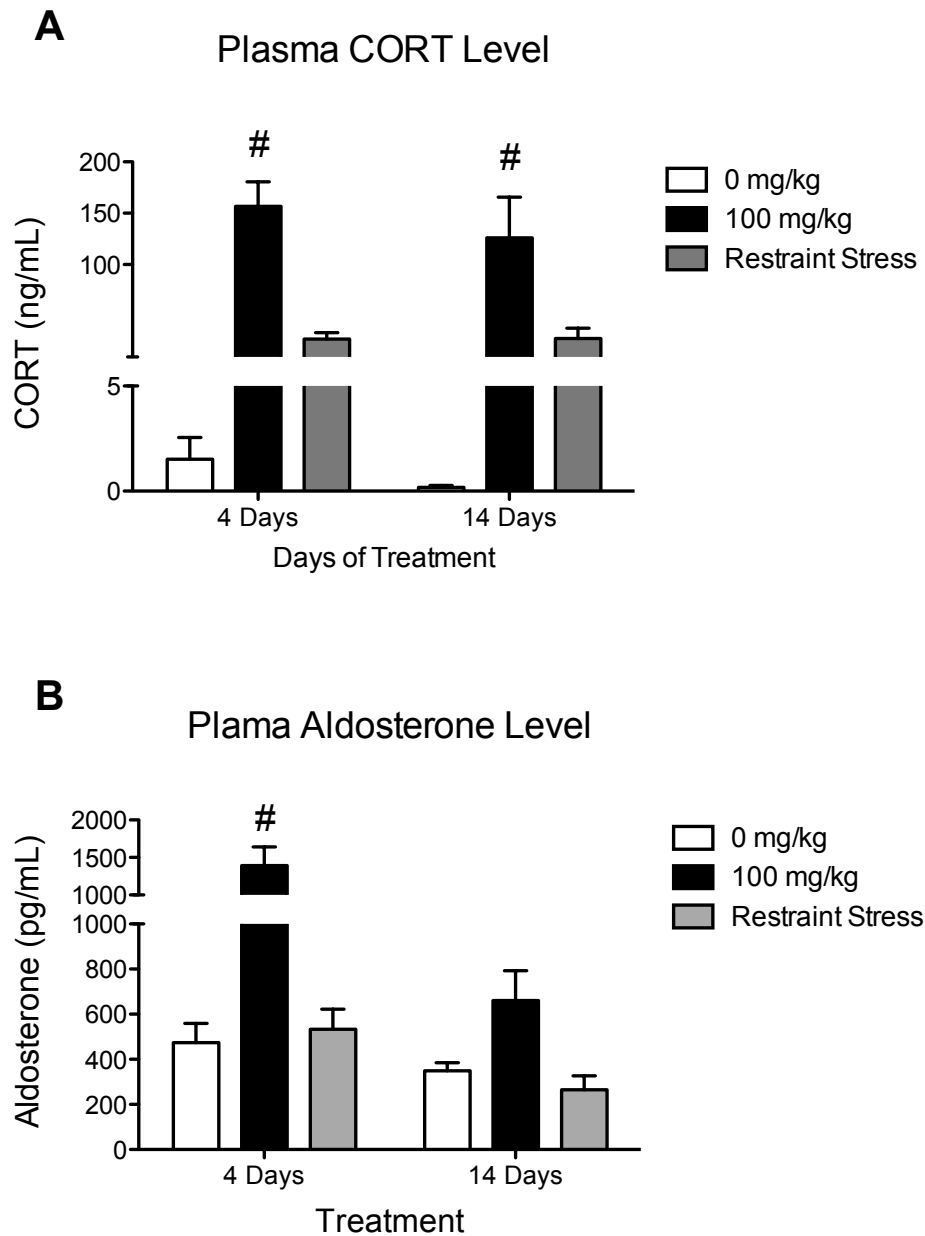 A
Plasma CORT Level
#
#
200
150
100
5
0
CORT (ng/mL)
0 mg/kg
100 mg/kg
Restraint Stress
4 Days
14 Days
Days of Treatment
B
Plama Aldosterone Level
#
2000
1500
1000
1000
800
600
400
200
0
Aldosterone (pg/mL)
0 mg/kg
100 mg/kg
Restraint Stress
4 Days
14 Days
Treatment